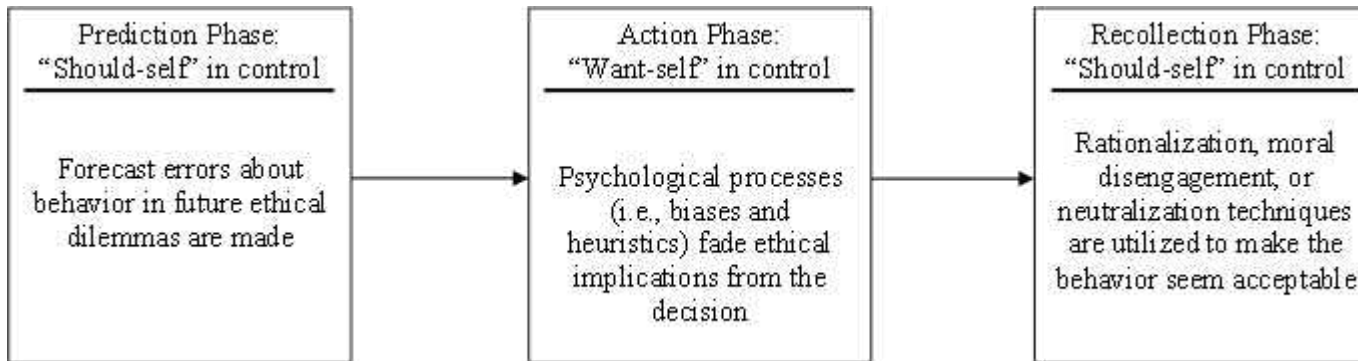 Prediction Phase:
“Should-self” in control
Forecast errors about
behavior in future ethical
dilemmas are made
Action Phase:
“Want-self” in control
Psychological processes
(i.e., biases and
heuristics) fade ethical
implications from the
decision
Recollection Phase:
“Should-self” in control
Rationalization, moral
disengagement, or
neutralization techniques
are utilized to make the
behavior seem acceptable